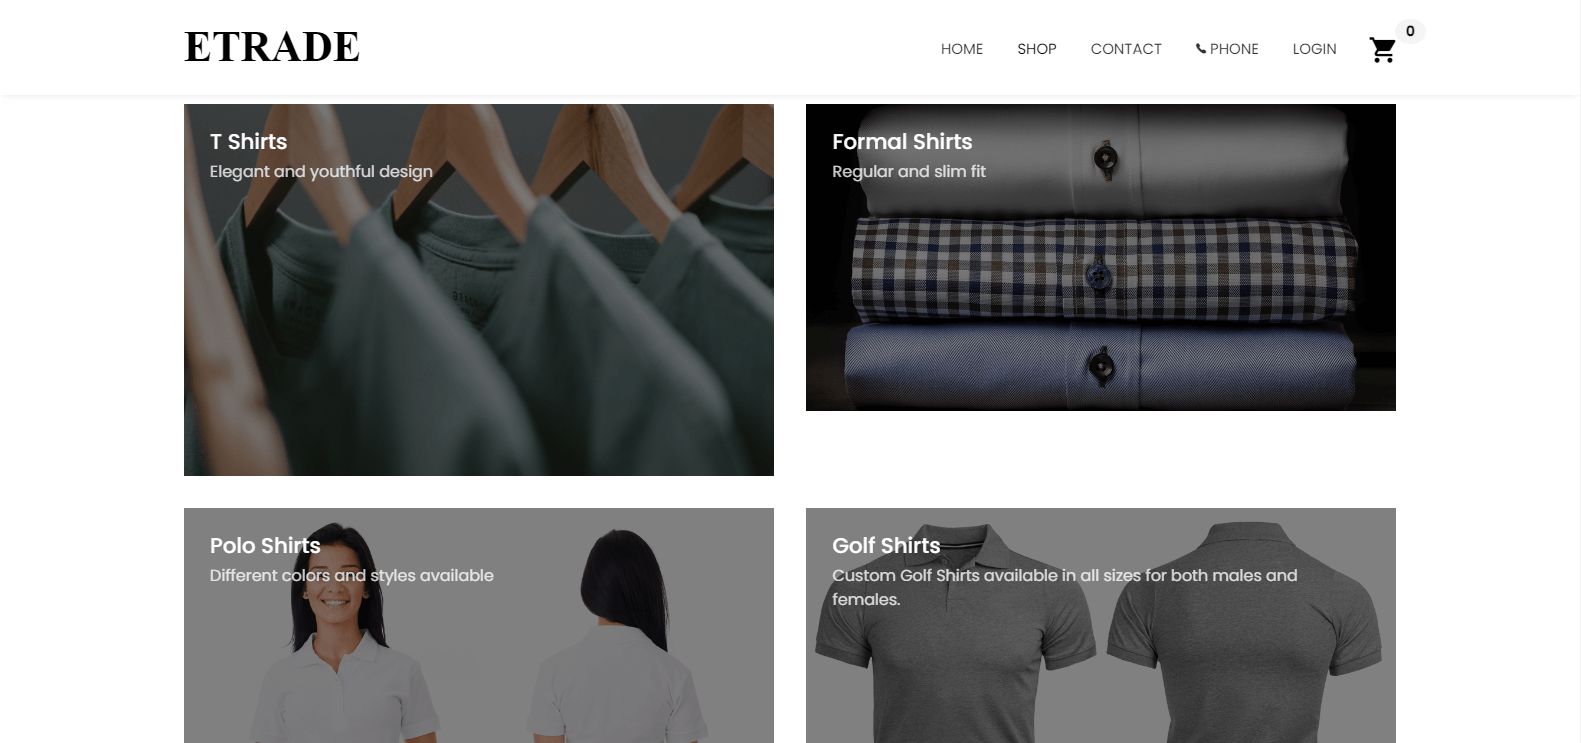 ETRADE
HOME SHOP CONTACT PHONE LOGIN 0
T Shirts
Elegant and youthful design
Formal Shirts
Regular and slim fit
Polo Shirts
Different colors and styles available
Golf Shirts
Custom Golf Shirts available in all sizes for both males and
females.